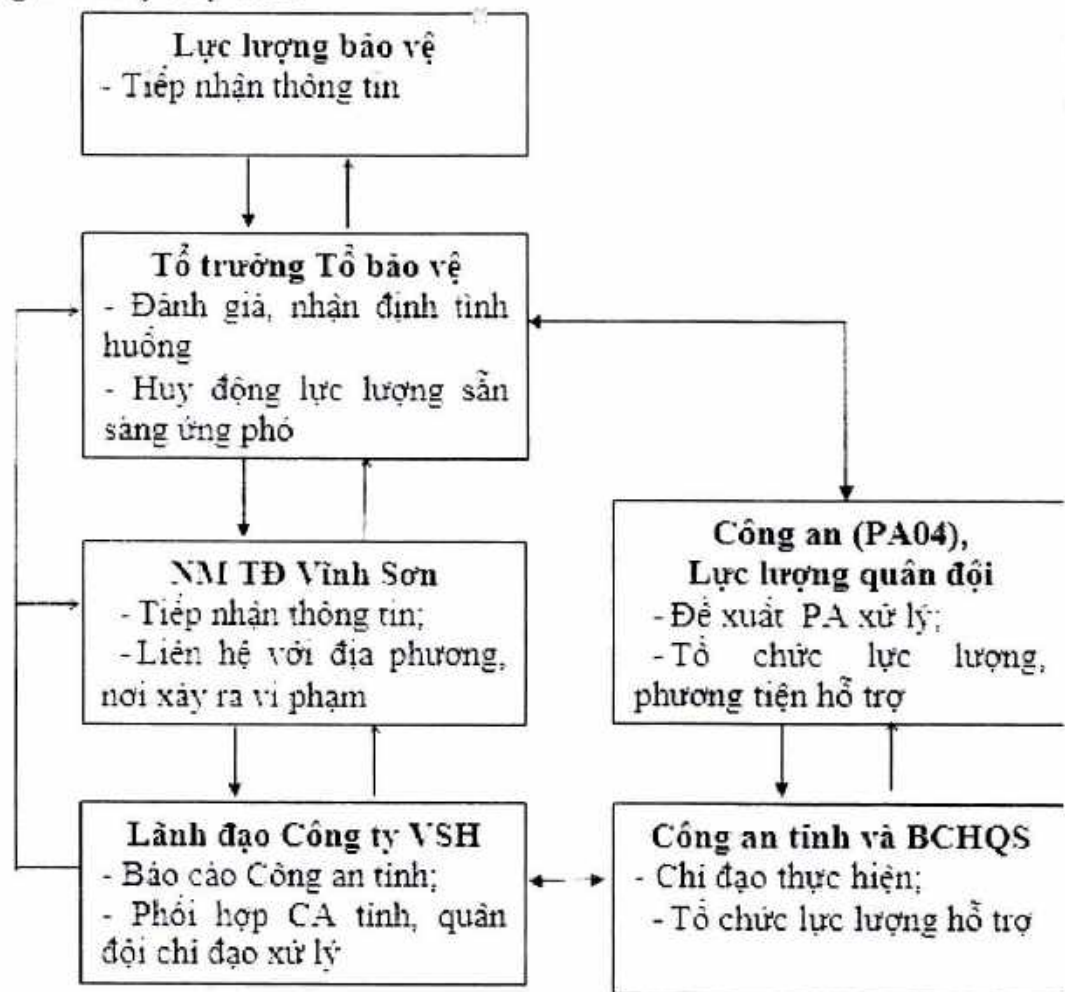 Lực lượng bảo vệ
- Tiếp nhận thông tin
Tổ trưởng Tổ bảo vệ
- Đánh giá, nhận định tình
huống
- Huy động lực lượng sẵn
sàng ứng phó
NM TĐ Vĩnh Sơn
- Tiếp nhận thông tin;
-Liên hệ với địa phương,
nơi xảy ra vi phạm
Lãnh đạo Công ty VSH
- Báo cáo Công an tỉnh;
- Phối hợp CA tỉnh, quân
đội chỉ đạo xử lý
Công an (PA04),
Lực lượng quân đội
- Đề xuất PA xử lý;
-Tổ chức lực lượng,
phương tiện hỗ trợ
Công an tỉnh và BCHQS
- Chỉ đạo thực hiện;
-Tổ chức lực lượng hỗ trợ